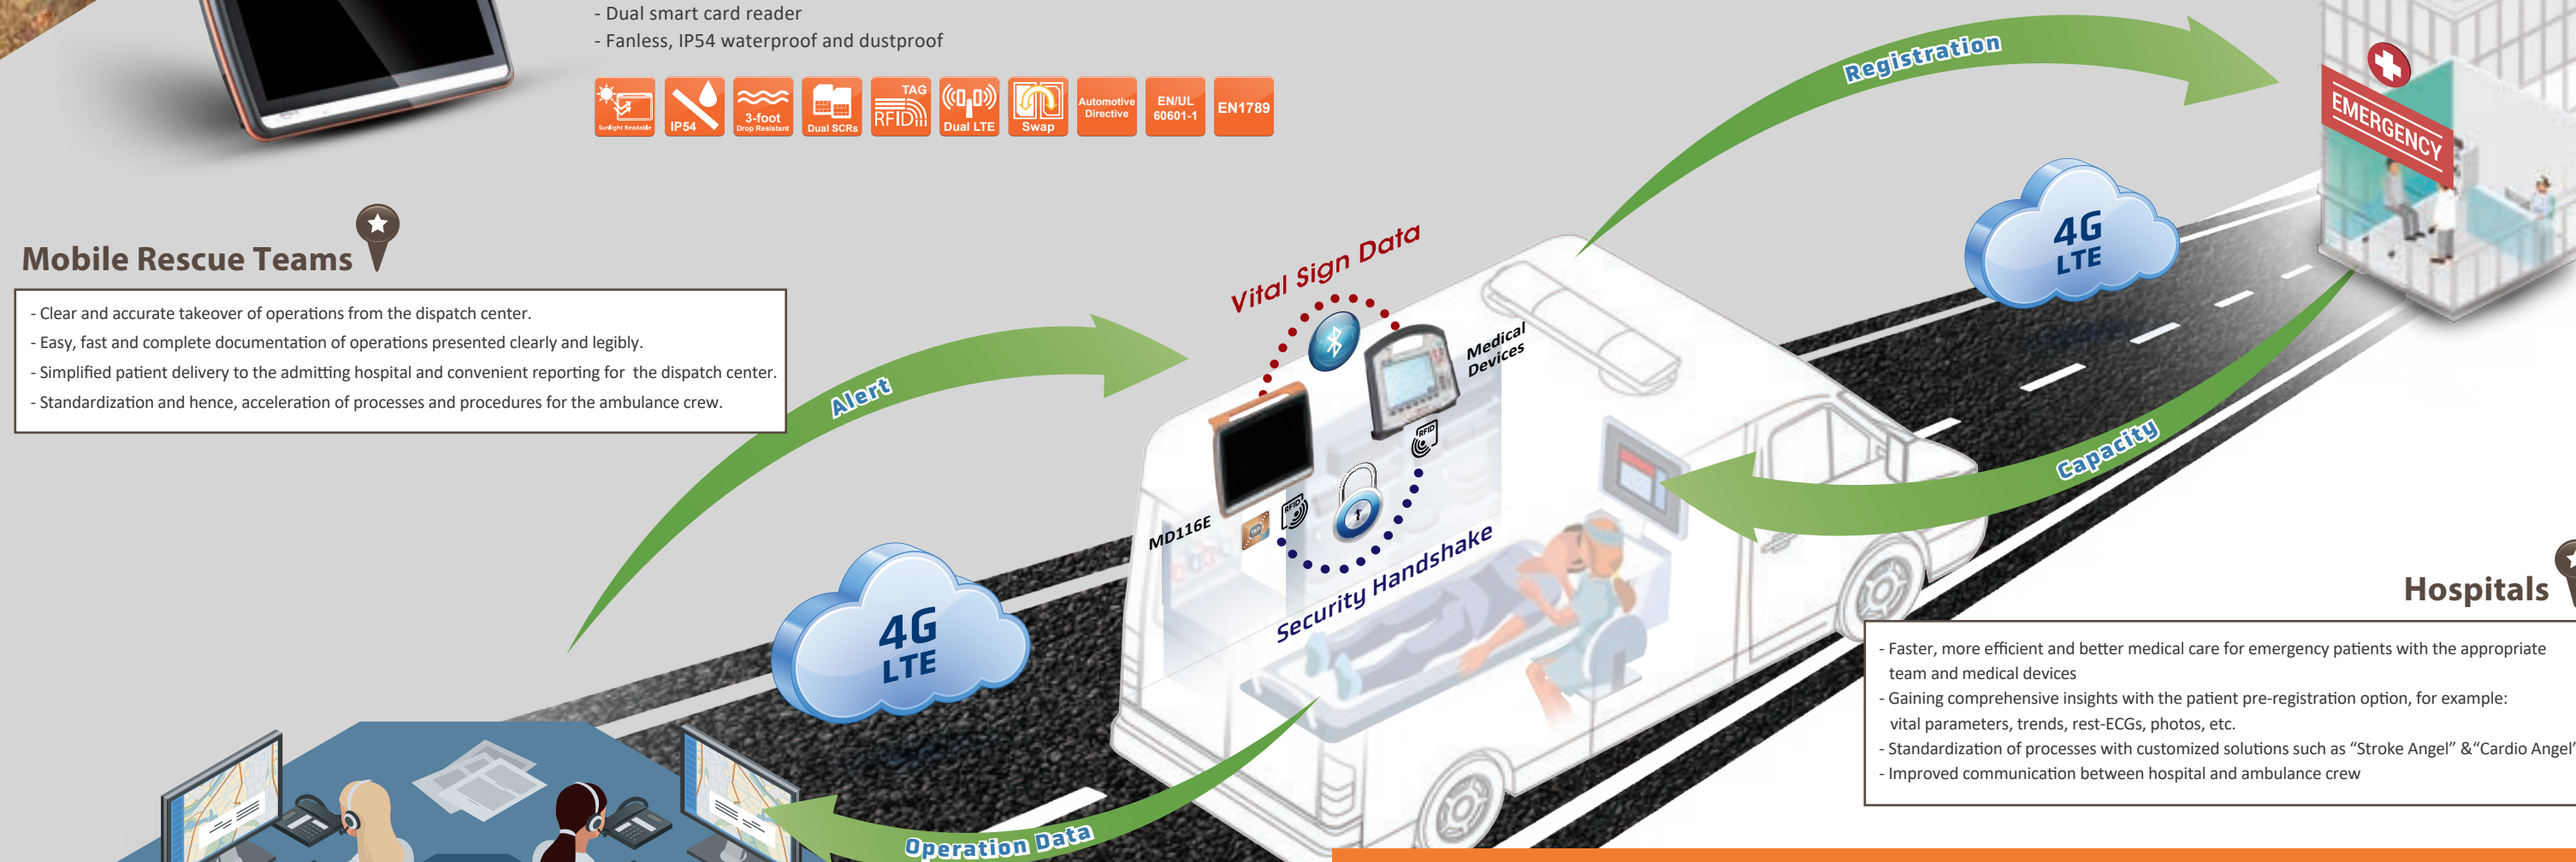 - Dual smart card reader
- Fanless, IP54 waterproof and dustproof
Sunlight Readable
IP54
3-foot
Drop Resistant
Dual SCRs
TAG
RFID
Dual LTE
Swap
Automotive
Directive
EN/UL
60601-1
EN1789
Registration
EMERGENCY
4G
LTE
Mobile Rescue Teams
- Clear and accurate takeover of operations from the dispatch center.
- Easy, fast and complete documentation of operations presented clearly and legibly.
- Simplified patient delivery to the admitting hospital and convenient reporting for the dispatch center.
- Standardization and hence, acceleration of processes and procedures for the ambulance crew.
Alert
Vital Sign Data
Medical
Devices
RFID
MD116E
TAG
RFID
Security Handshake
Capacity
4G
LTE
Hospitals
- Faster, more efficient and better medical care for emergency patients with the appropriate
team and medical devices
- Gaining comprehensive insights with the patient pre-registration option, for example:
vital parameters, trends, rest-ECGs, photos, etc.
- Standardization of processes with customized solutions such as “Stroke Angel” &“Cardio Angel”
- Improved communication between hospital and ambulance crew
Operation Data